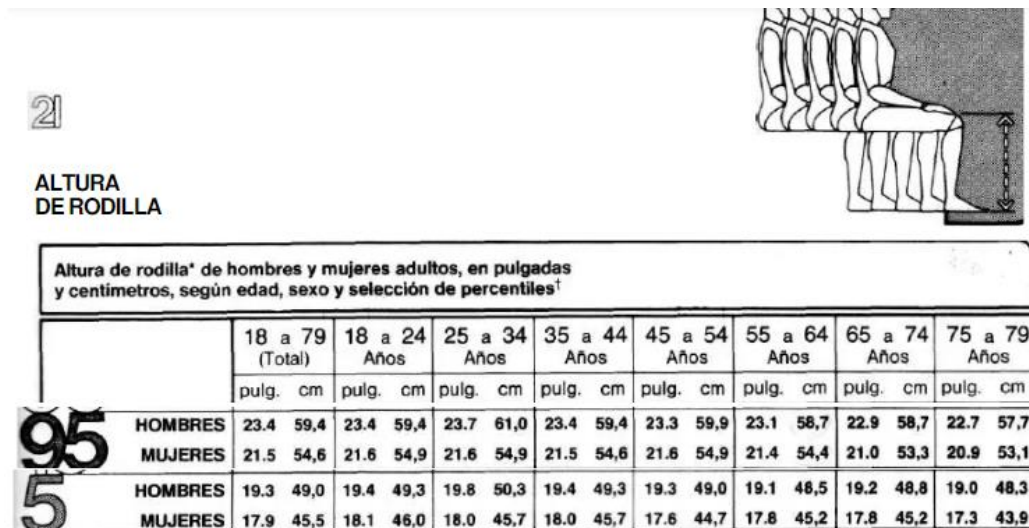 21
ALTURA
DE RODILLA
Altura de rodilla* de hombres y mujeres adultos, en pulgadas
y centimetros, según edad, sexo y selección de percentiles†
18 a 79 18 a 24 25 a 34 35 a 44 45 a 54 55 a 64 65 a 74 75 a 79
(Total) Años Años Años Años Años Años Años
pulg. cm pulg. cm pulg. cm pulg. cm pulg. cm pulg. cm pulg. cm pulg. cm
95 HOMBRES 23.4 59,4 23.4 59,4 23.7 61,0 23.4 59,4 23.3 59,9 23.1 58,7 22.9 58,7 22.7 57,7
MUJERES 21.5 54,6 21.6 54,9 21.6 54,9 21.5 54,6 21.6 54,9 21.4 54,4 21.0 53,3 20.9 53,1
5 HOMBRES 19.3 49,0 19.4 49,3 19.8 50,3 19.4 49,3 19.3 49,0 19.1 48,5 19.2 48,8 19.0 48,3
MUJERES 17.9 45,5 18.1 46,0 18.0 45,7 18.0 45,7 17.6 44,7 17.8 45,2 17.8 45,2 17.3 43,9